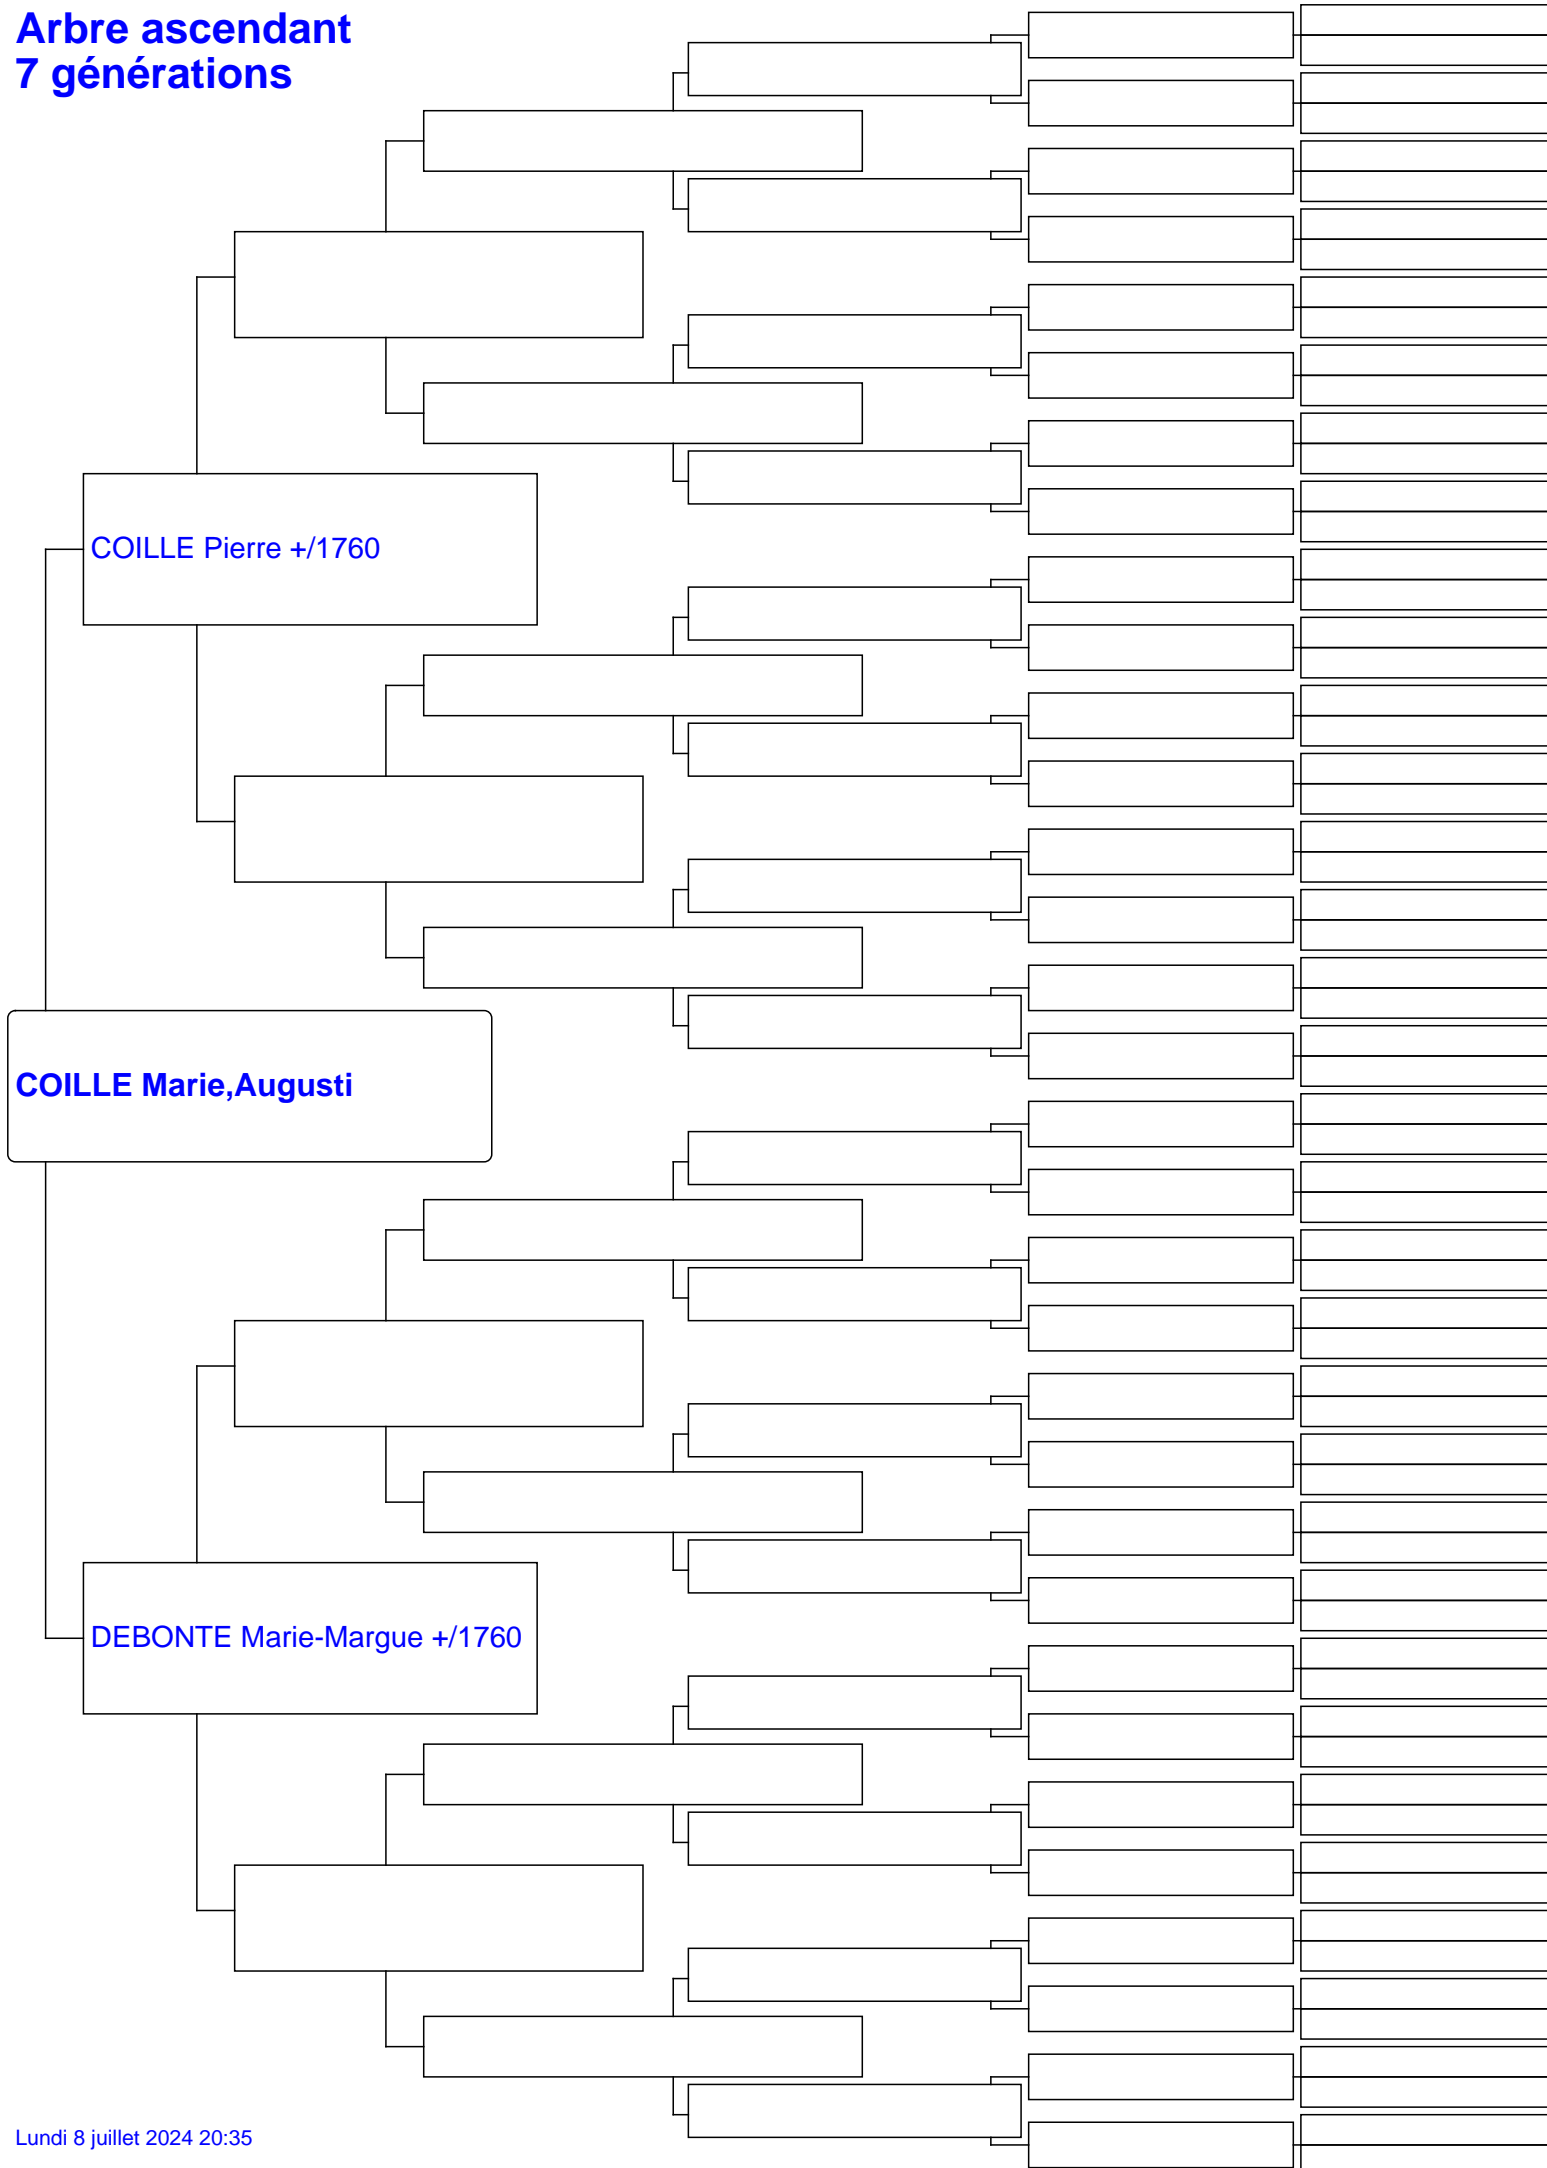 Arbre ascendant
7 générations
COILLE Pierre +/1760
COILLE Marie,Augusti
DEBONTE Marie-Margue +/1760
Lundi 8 juillet 2024 20:35